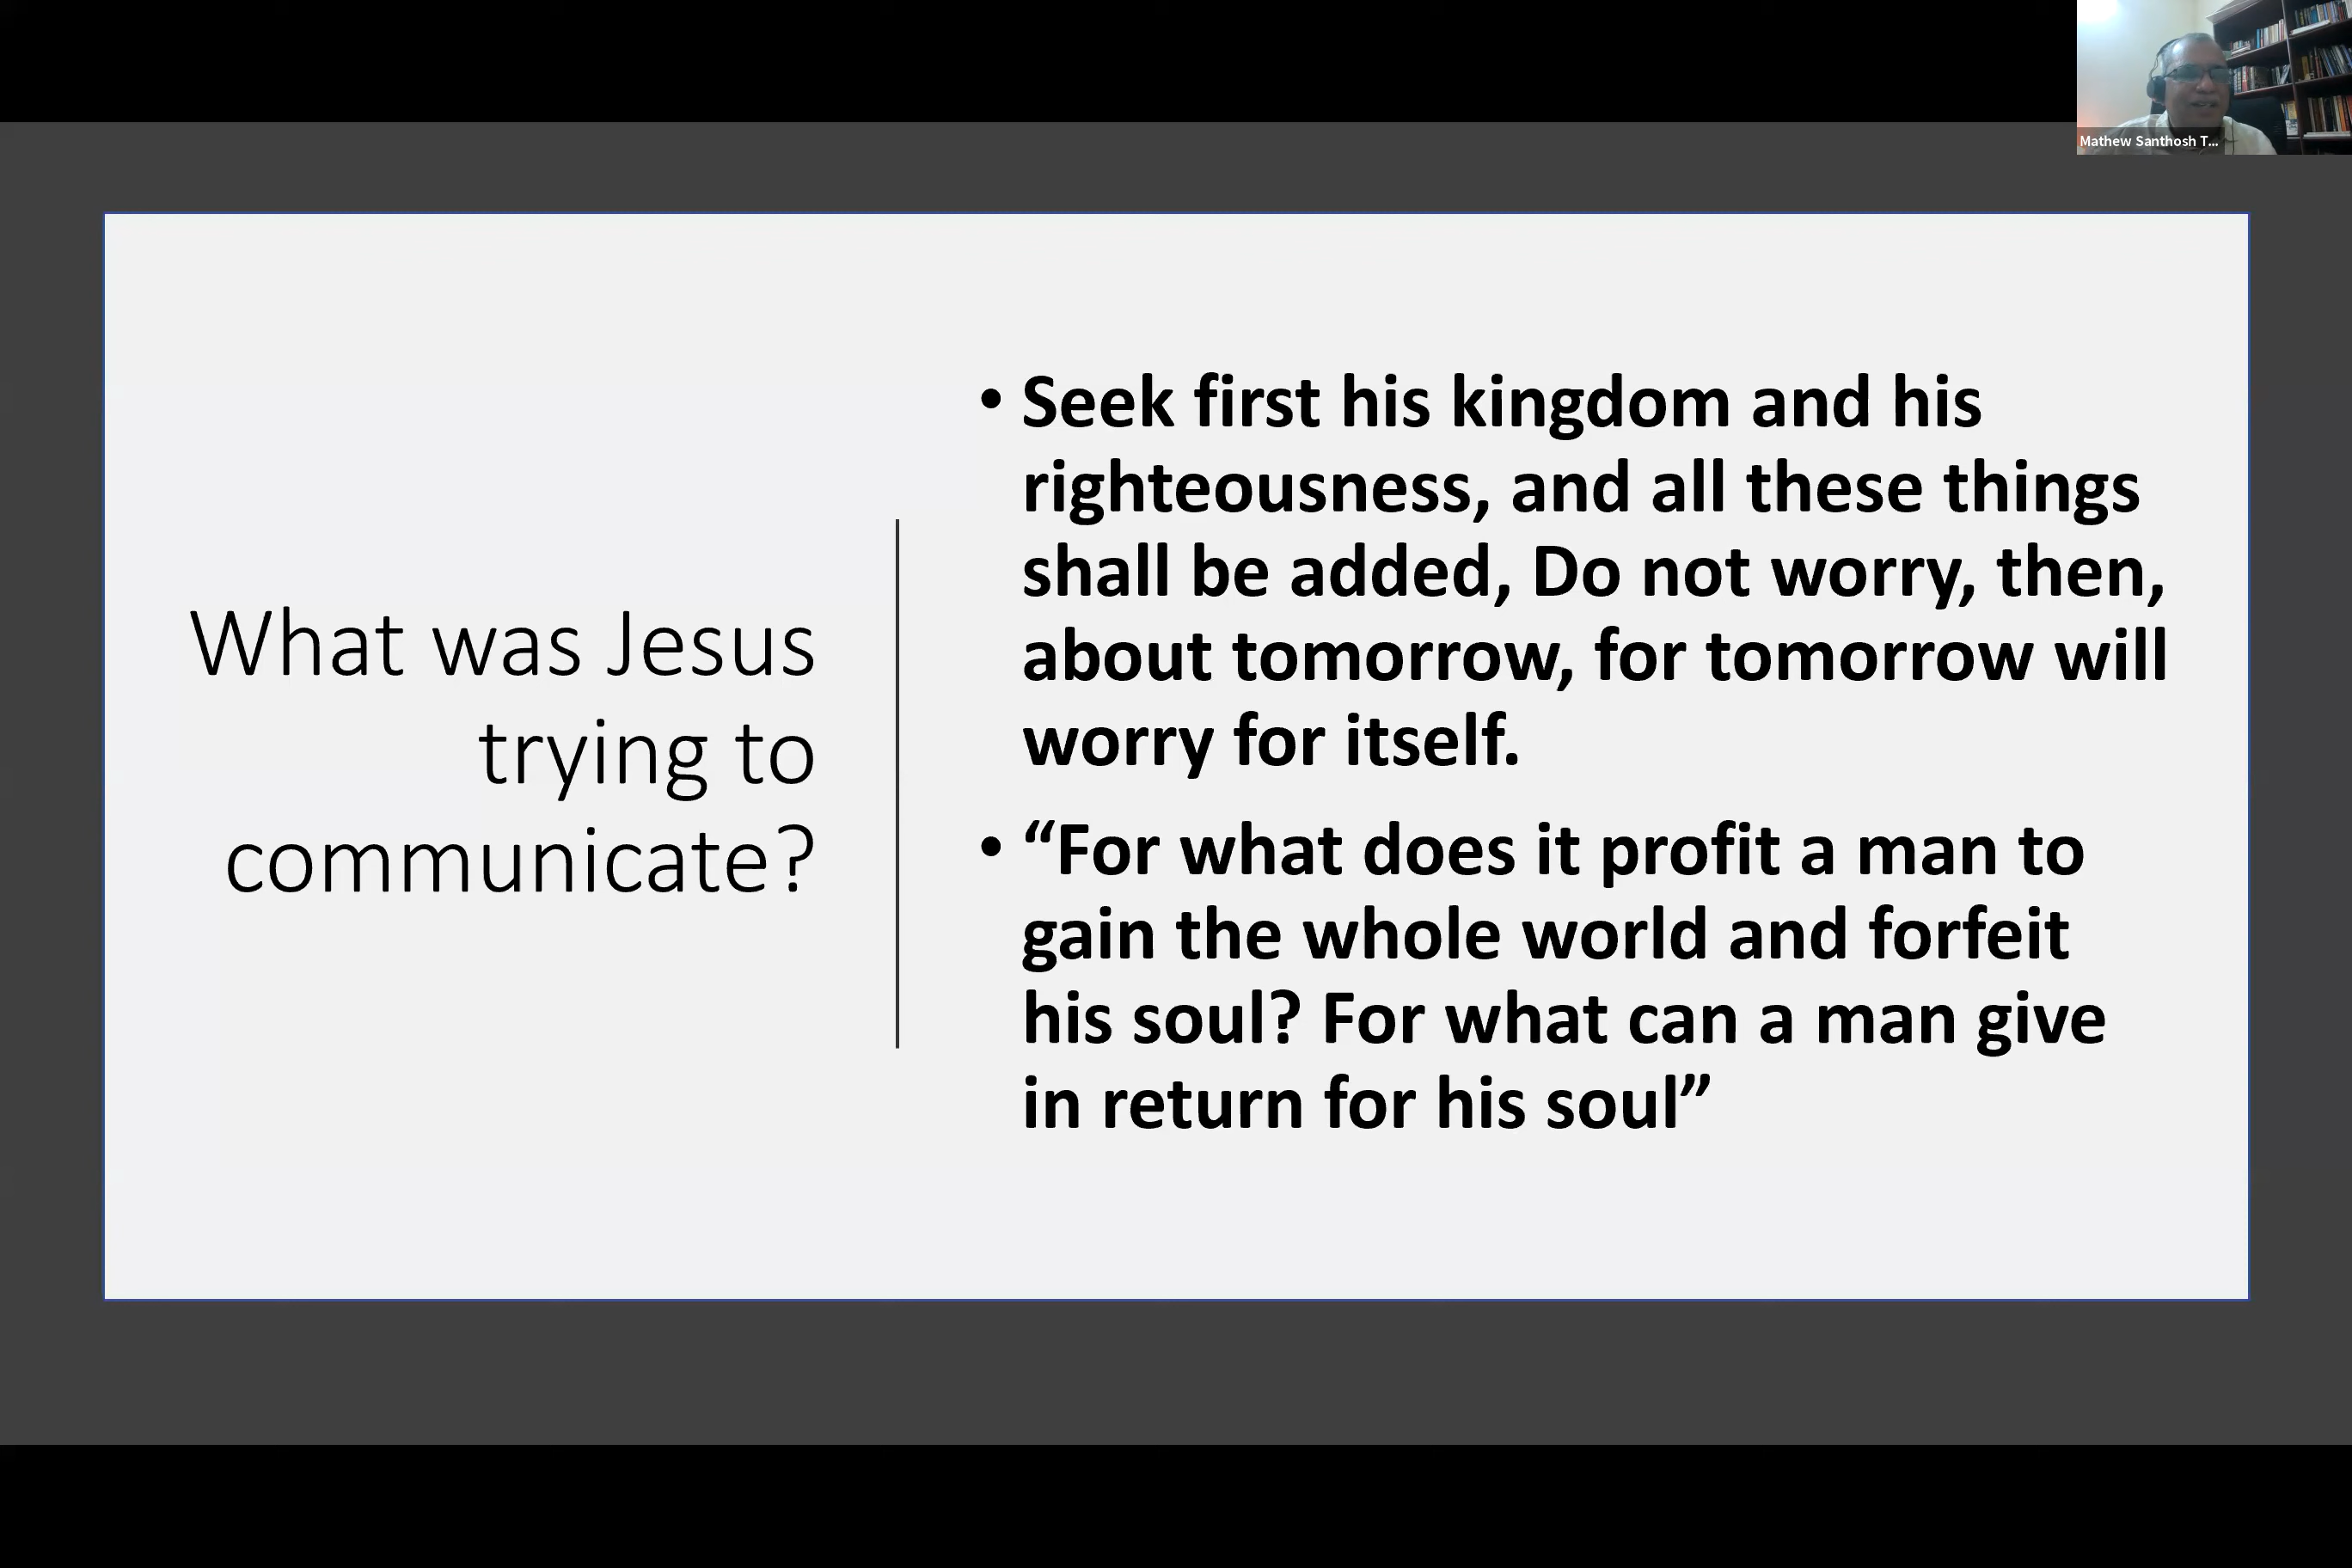 Mathew Santhosh T...
What was Jesus
trying to
communicate?
• Seek first his kingdom and his
righteousness, and all these things
shall be added, Do not worry, then,
about tomorrow, for tomorrow will
worry for itself.
• “For what does it profit a man to
gain the whole world and forfeit
his soul? For what can a man give
in return for his soul”